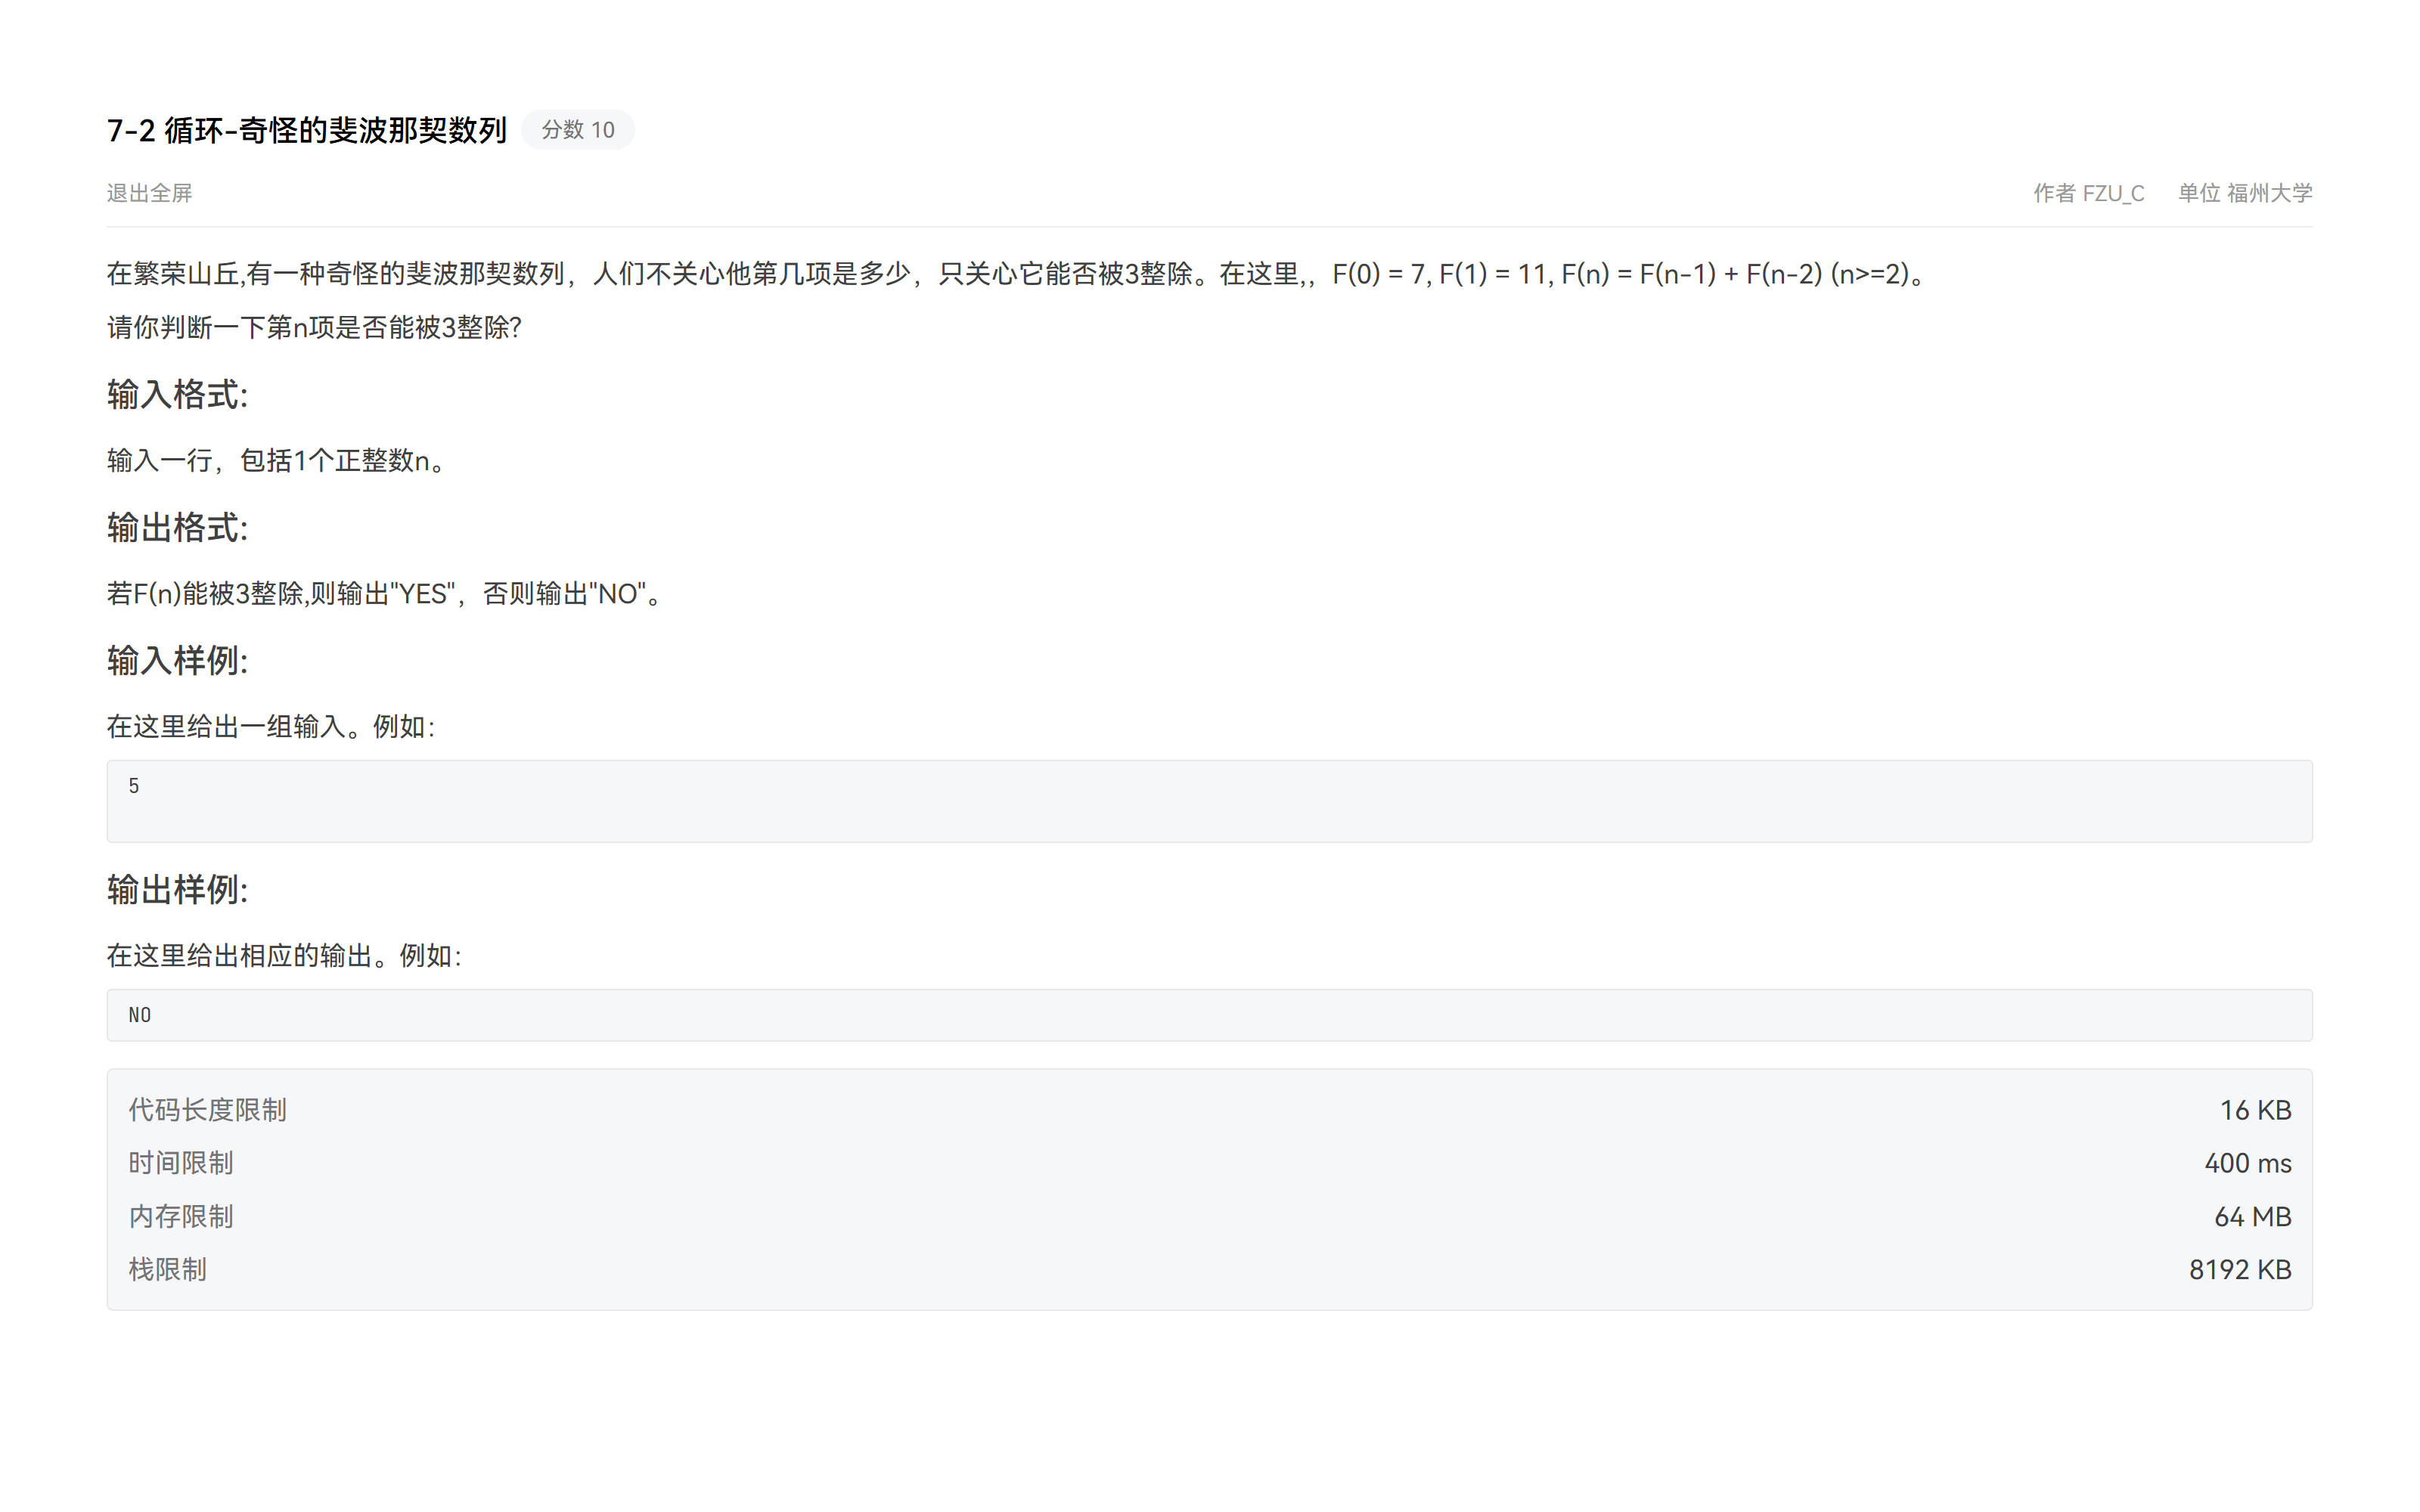 7-2 循环-奇怪的斐波那契数列 分数 10
退出全屏 作者 FZU_C 单位 福州大学
在繁荣山丘,有一种奇怪的斐波那契数列，人们不关心他第几项是多少，只关心它能否被3整除。在这里,，F(0) = 7, F(1) = 11, F(n) = F(n-1) + F(n-2) (n>=2)。
请你判断一下第n项是否能被3整除?
输入格式:
输入一行，包括1个正整数n。
输出格式:
若F(n)能被3整除,则输出"YES"，否则输出"NO"。
输入样例:
在这里给出一组输入。例如：
5
输出样例:
在这里给出相应的输出。例如：
NO
代码长度限制 16 KB
时间限制 400 ms
内存限制 64 MB
栈限制 8192 KB